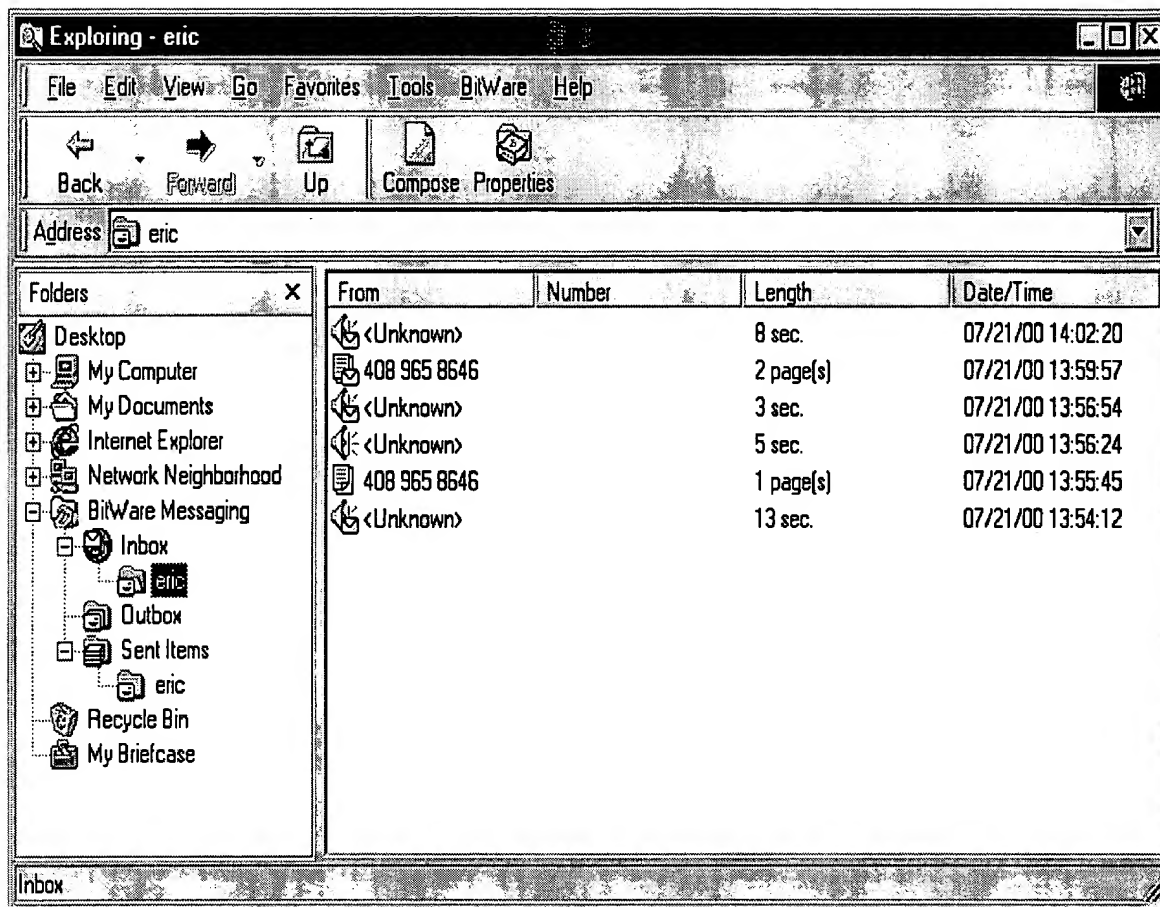 Exploring - eric
File Edit View Go Favorites Tools BitWare Help
Back Forward Up Compose Properties
Address eric
Folders
From Number Length Date/Time
Desktop
My Computer
My Documents
Internet Explorer
Network Neighborhood
BitWare Messaging
Inbox
eric
Outbox
Sent Items
eric
Recycle Bin
My Briefcase
<Unknown> 8 sec. 07/21/00 14:02:20
408 965 8646 2 page(s) 07/21/00 13:59:57
<Unknown> 3 sec. 07/21/00 13:56:54
<Unknown> 5 sec. 07/21/00 13:56:24
408 965 8646 1 page(s) 07/21/00 13:55:45
<Unknown> 13 sec. 07/21/00 13:54:12
Inbox